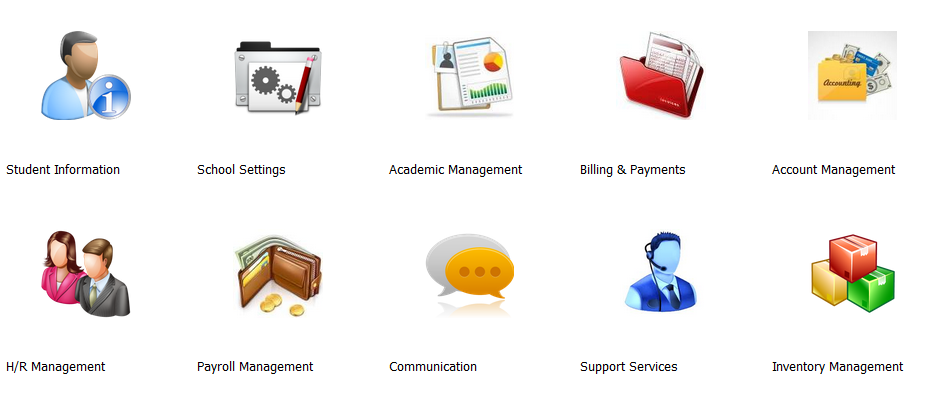 Accounting
Student Information
School Settings
Academic Management
Billing & Payments
Account Management
H/R Management
Payroll Management
Communication
Support Services
Inventory Management